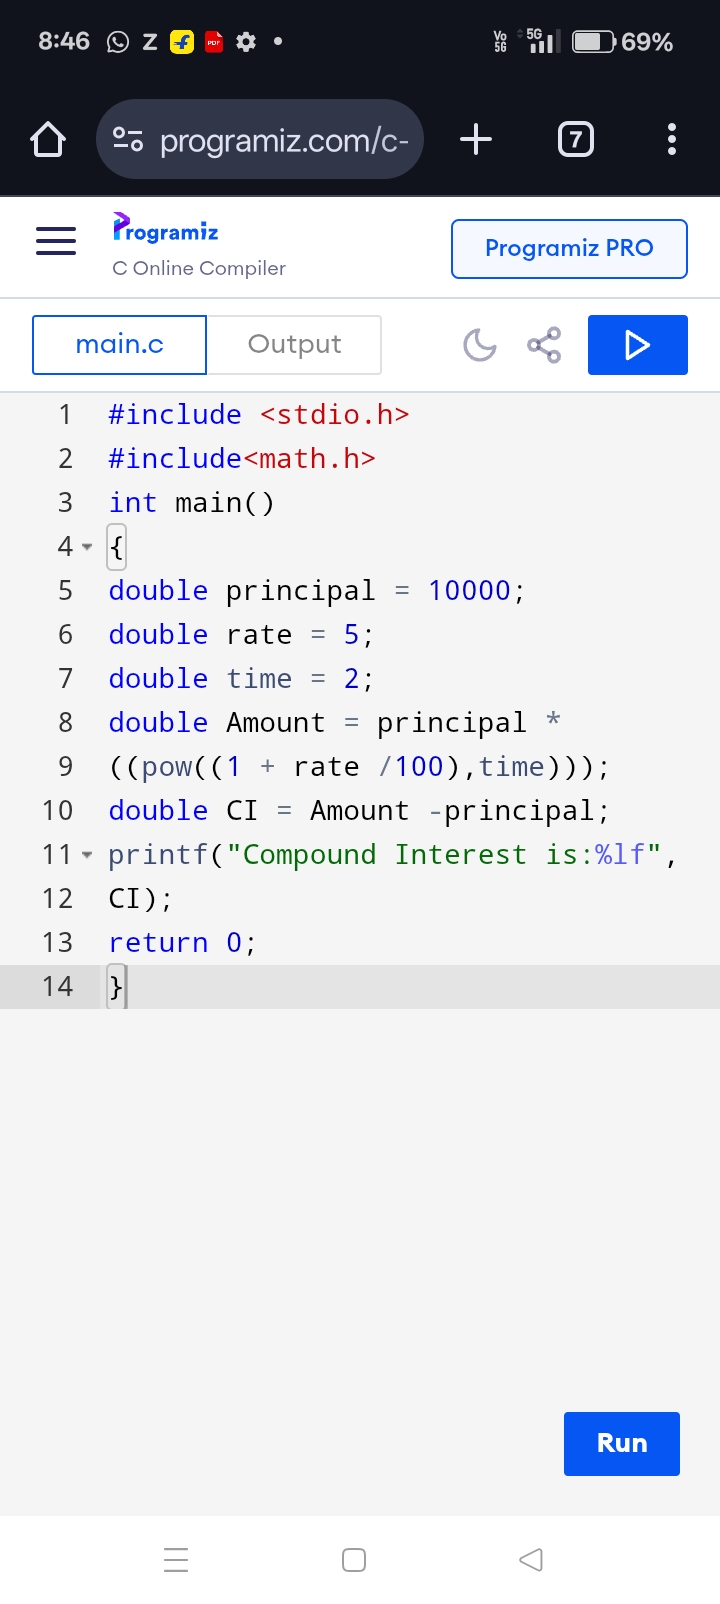 8:46 Z PDF Vo 5G 5G 69%
programiz.com/c- 7
Programiz
C Online Compiler
Programiz PRO
main.c Output
1 #include <stdio.h>
2 #include<math.h>
3 int main()
4 {
5 double principal = 10000;
6 double rate = 5;
7 double time = 2;
8 double Amount = principal *
9 ((pow((1 + rate /100),time)));
10 double CI = Amount -principal;
11 printf("Compound Interest is:%lf",
12 CI);
13 return 0;
14 }
Run